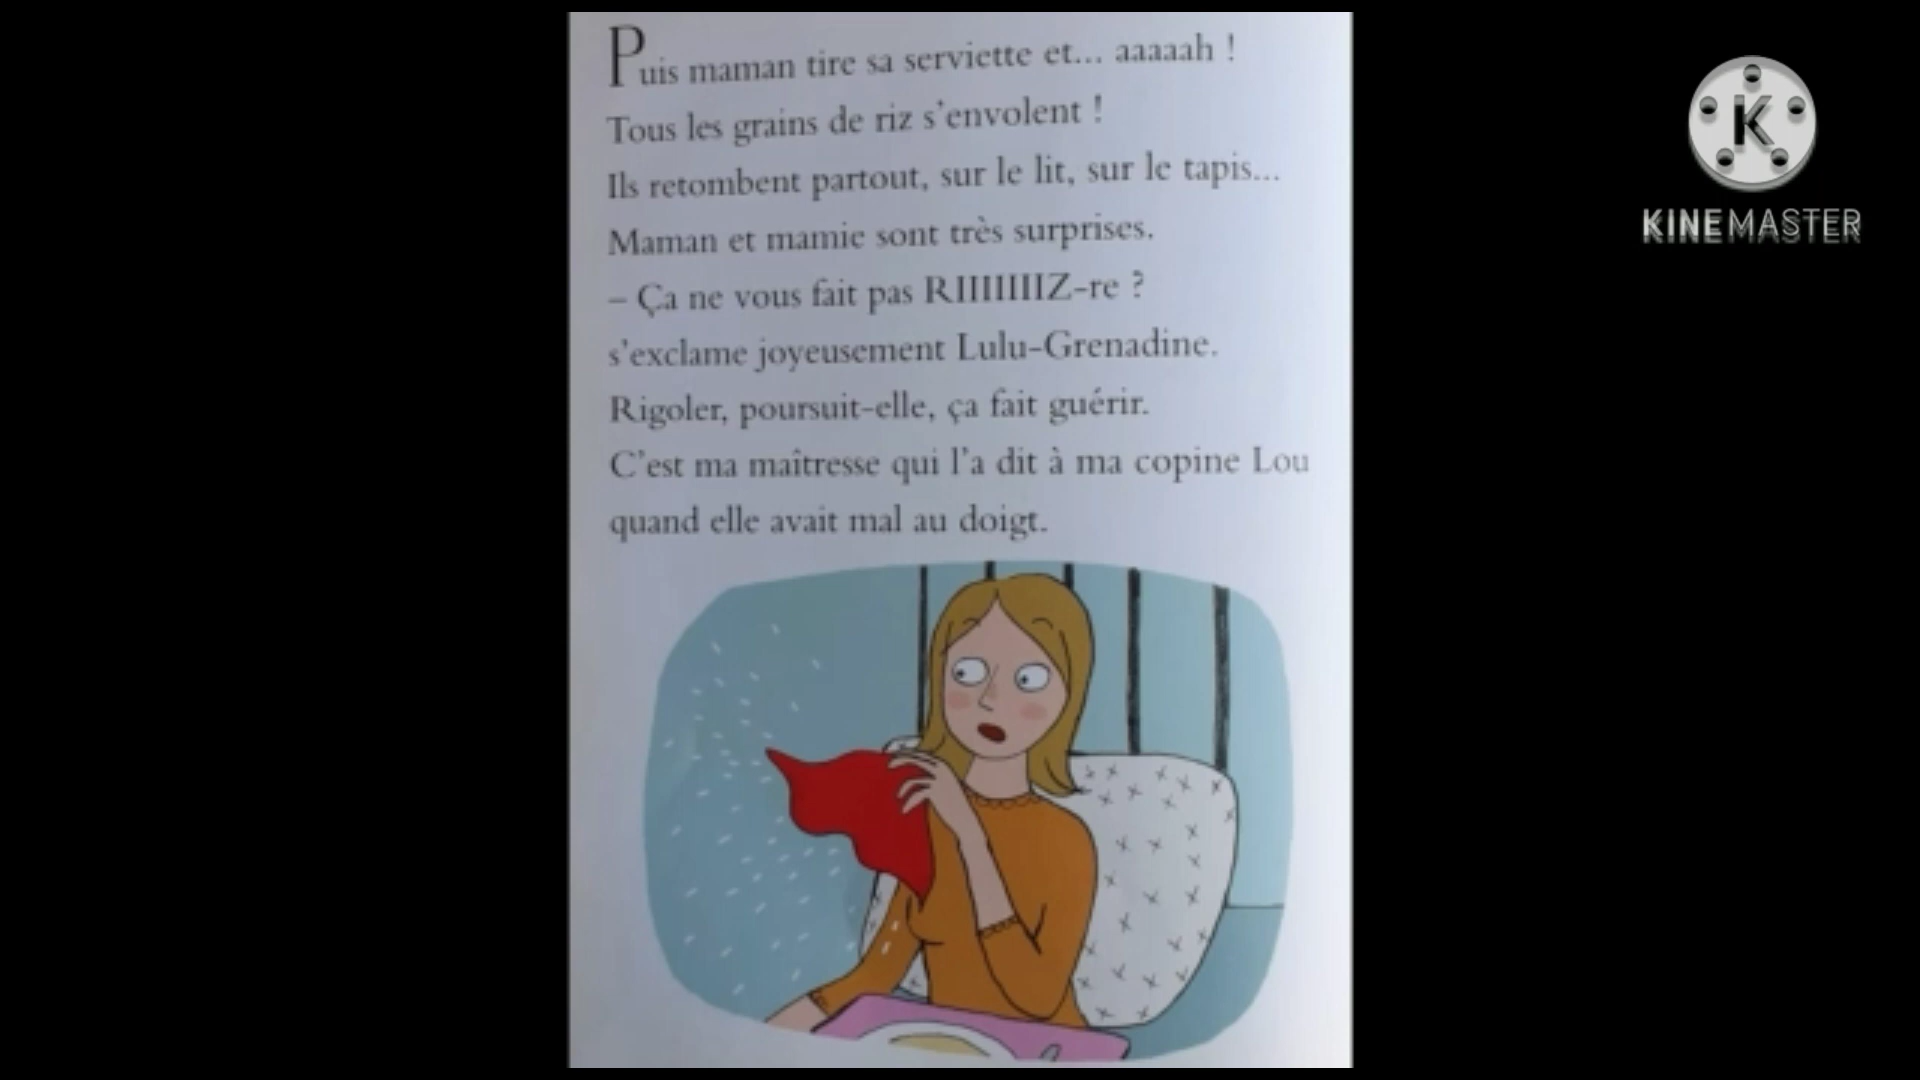 Puis maman tire sa serviette et... aaaaah !
Tous les grains de riz s'envolent !
Ils retombent partout, sur le lit, sur le tapis...
Maman et mamie sont très surprises.
– Ça ne vous fait pas RIIIIIIIZ-re ?
s'exclame joyeusement Lulu-Grenadine.
Rigoler, poursuit-elle, ça fait guérir.
C'est ma maîtresse qui l'a dit à ma copine Lou
quand elle avait mal au doigt.
K
KINEMASTER